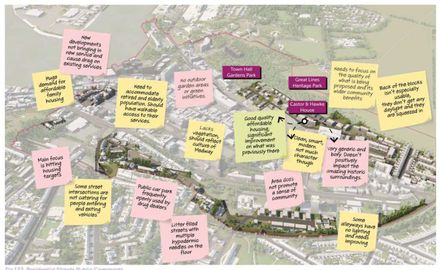 New
developments
not bringing in
new service and
cause drag on
existing services
Huge
demand for
affordable
family
housing
Need to
accommodate
retired and elderly
population. Should
have walkable
access to their
services.
no outdoor
garden areas
or green
initiatives.
Town Hall
Gardens Park
Great Lines
Heritage Park
Castor & Hawke
House
Needs to focus on
the quality of
what is being
proposed and its
wider community
benefits
Back of the blocks
isn't especially
usable,
they don't get any
daylight and they
are squeezed in
Lacks
vegetation,
should reflect
culture of
Medway
Good quality
affordable
housing,
significant
improvement
on what was
previously there
Clean, smart,
modern,
not much
character
though
Very generic and
boxy. Doesn't
positively
impact the
amazing historic
surroundings.
Main focus
is hitting
housing
targets
Some street
intersections are
not catering for
people entering
and exiting
vehicles
Public car park
frequently
openly used by
drug dealers
Litter filled
streets with
multiple
hypodermic
needles on the
floor
Area does
not promote
a sense of
community
Some
alleyways have
no lighting
and needs
improving